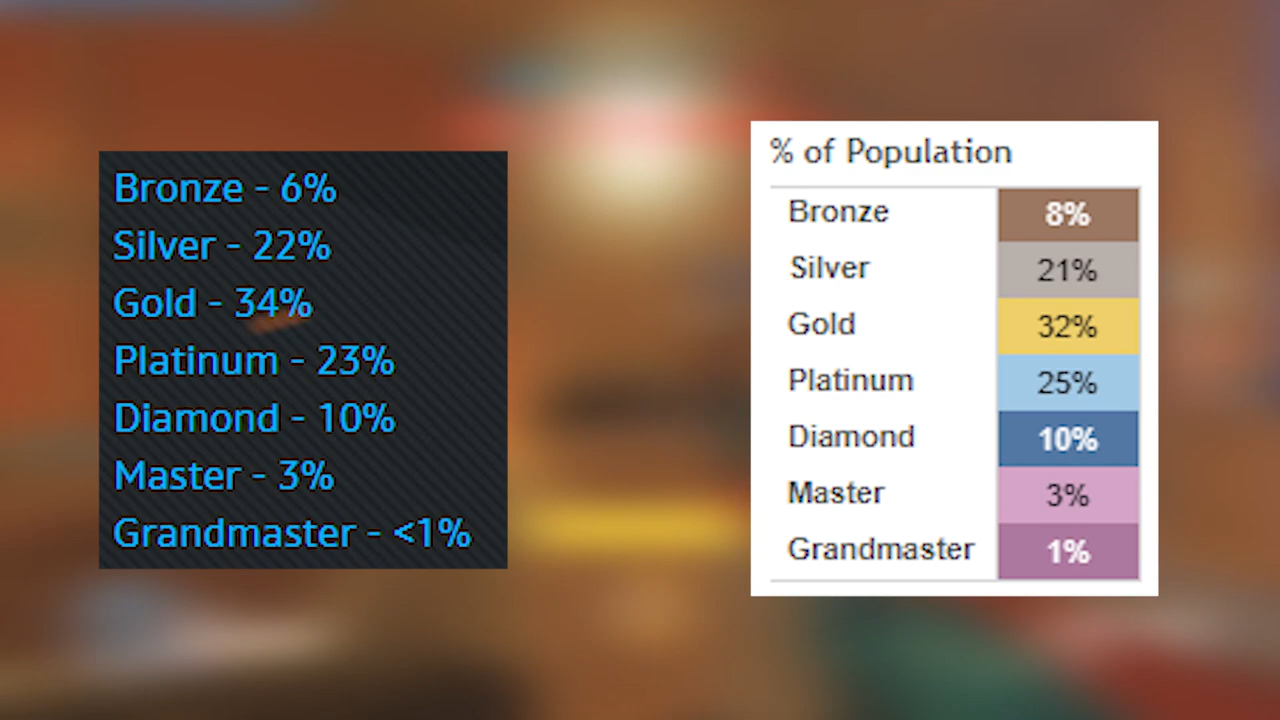 Bronze - 6%
Silver - 22%
Gold - 34%
Platinum - 23%
Diamond - 10%
Master - 3%
Grandmaster - <1%
% of Population
Bronze 8%
Silver 21%
Gold 32%
Platinum 25%
Diamond 10%
Master 3%
Grandmaster 1%